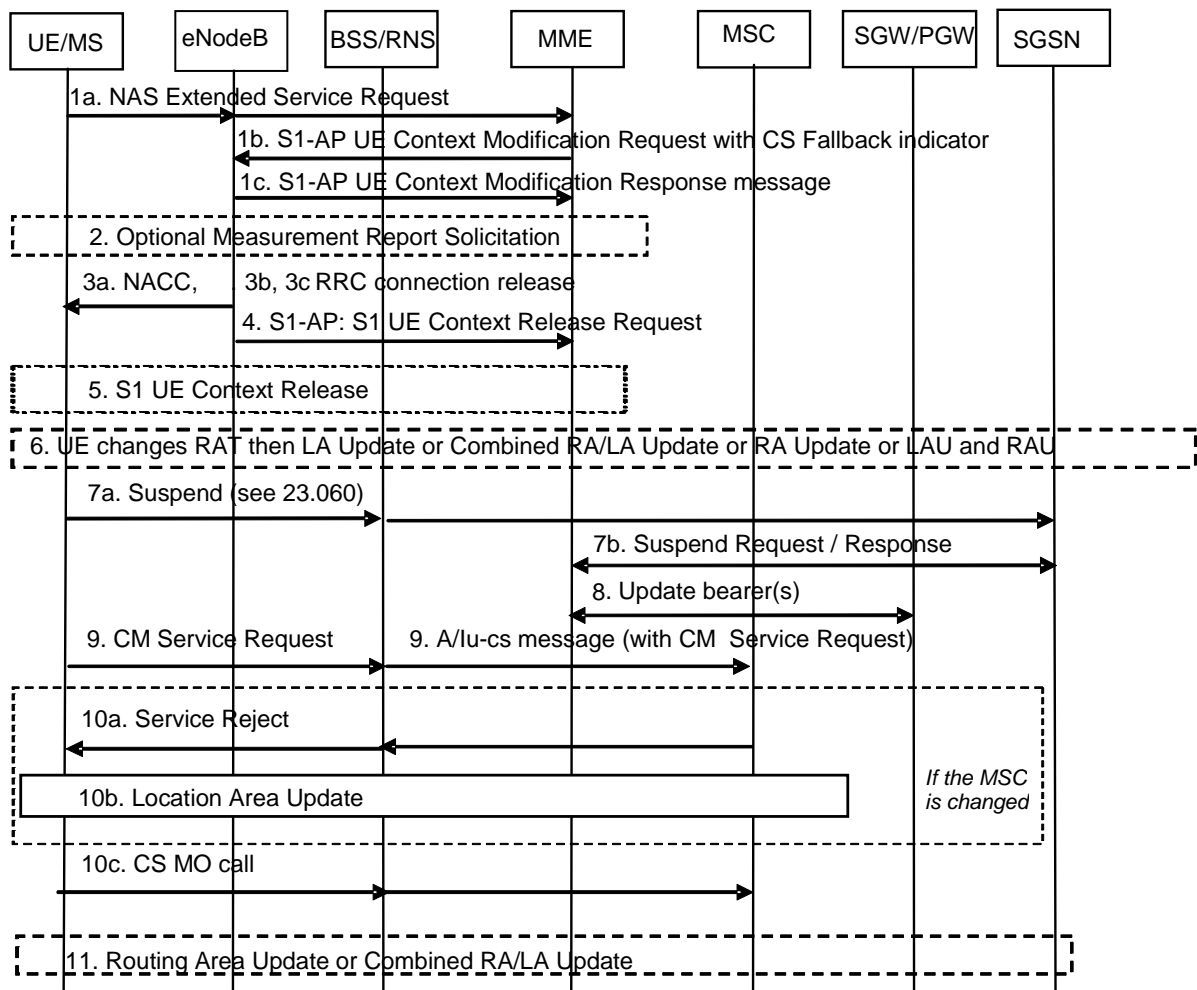 UE/MS
eNodeB
BSS/RNS
MME
MSC
SGW/PGW
SGSN
1a. NAS Extended Service Request
1b. S1-AP UE Context Modification Request with CS Fallback indicator
1c. S1-AP UE Context Modification Response message
2. Optional Measurement Report Solicitation
3a. NACC, . 3b, 3c RRC connection release
4. S1-AP: S1 UE Context Release Request
5. S1 UE Context Release
6. UE changes RAT then LA Update or Combined RA/LA Update or RA Update or LAU and RAU
7a. Suspend (see 23.060)
7b. Suspend Request / Response
8. Update bearer(s)
9. CM Service Request
9. A/Iu-cs message (with CM Service Request)
10a. Service Reject
If the MSC
is changed
10b. Location Area Update
10c. CS MO call
11. Routing Area Update or Combined RA/LA Update